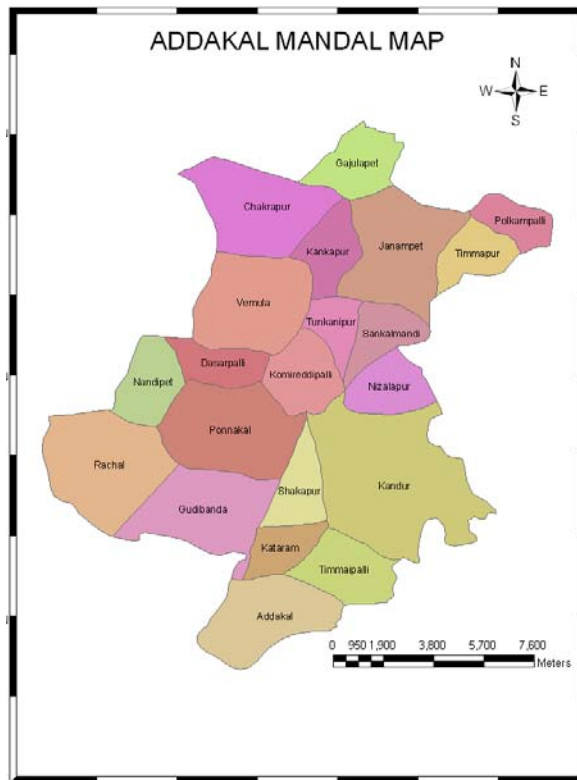 ADDAKAL MANDAL MAP
N
W E
S
Gajulapet
Chakrapur
Polkampalli
Kankapur
Janampet
Timmapur
Vemula
Tunkanipur
Bankalmandi
Dasarpalli
Komireddipalli
Nandipet
Nizalapur
Ponnakal
Rachal
Shakapur
Kandur
Gudibanda
Kataram
Timmaipalli
Addakal
0 950 1,900 3,800 5,700 7,600
Meters